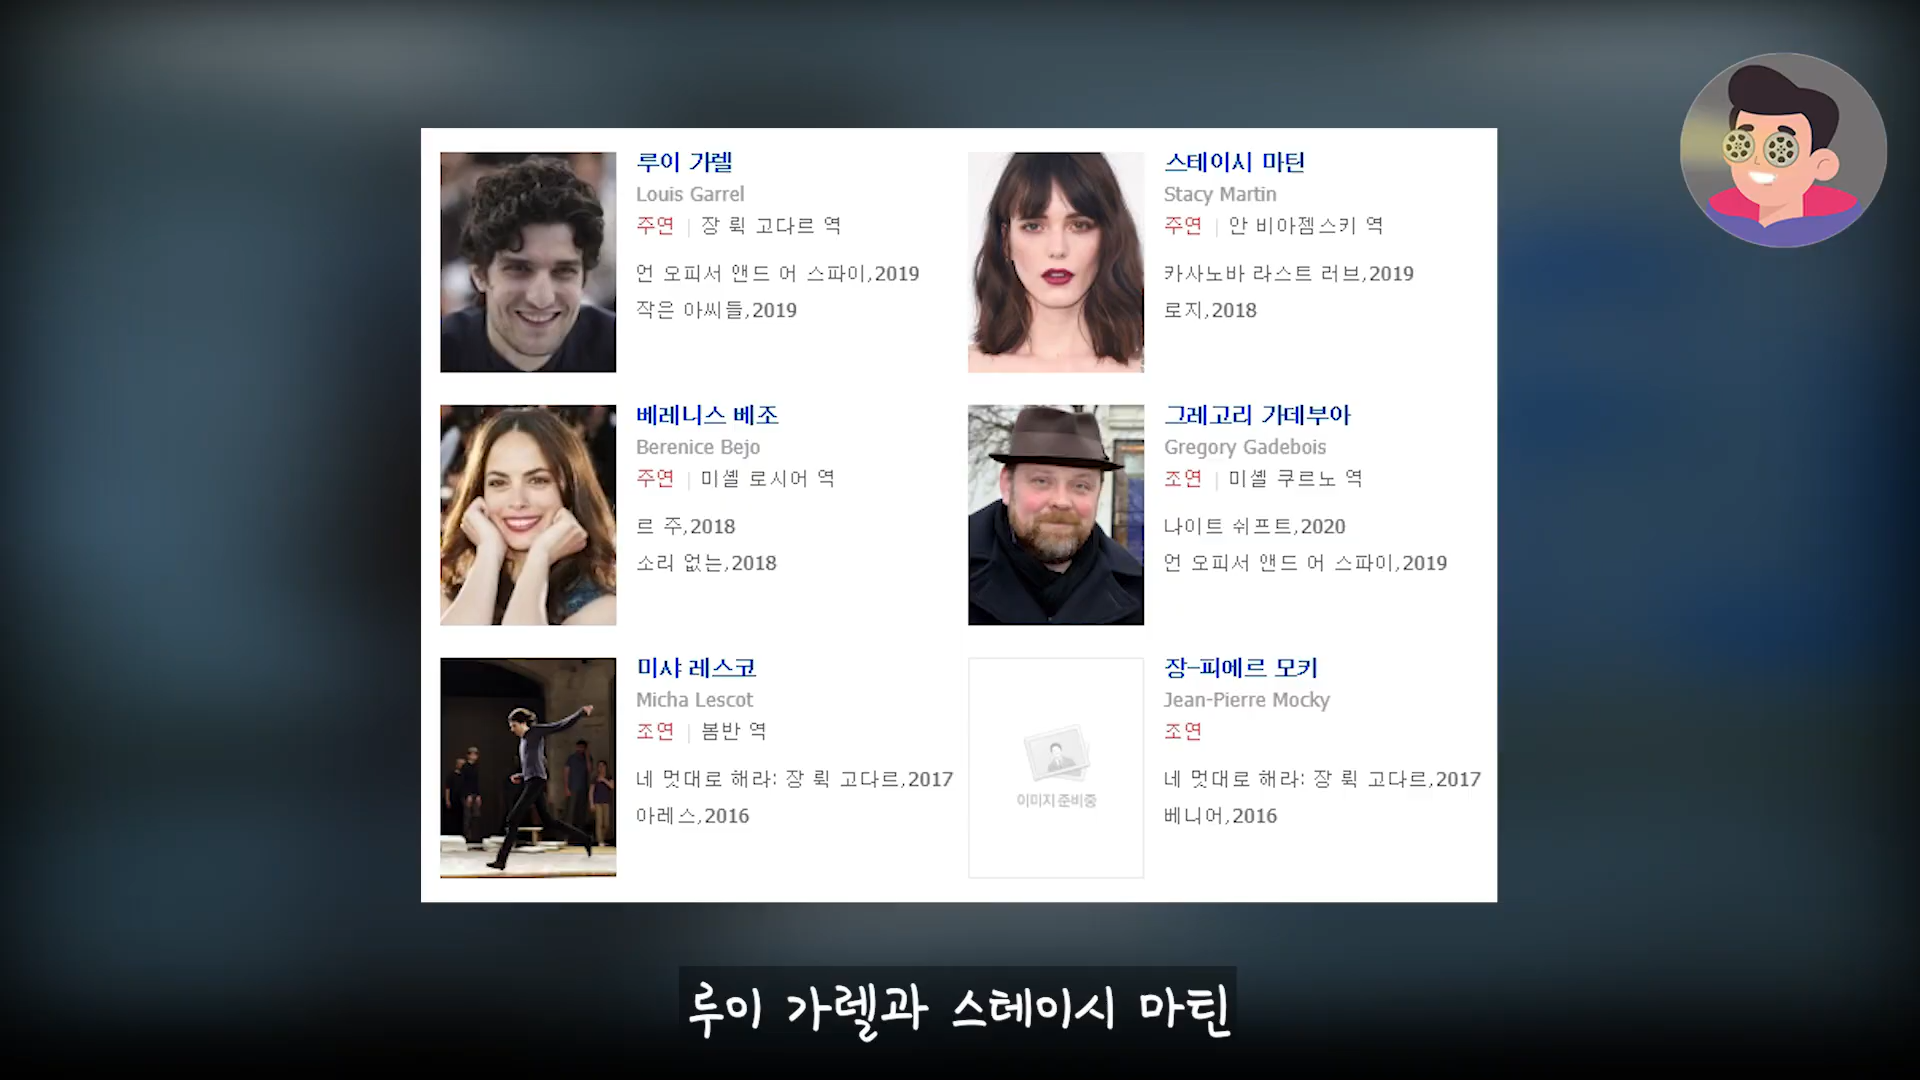 루이 가렐
Louis Garrel
주연 | 장 뤽 고다르 역
언 오피서 앤드 어 스파이,2019
작은 아씨들,2019
스테이시 마틴
Stacy Martin
주연 | 안 비아젬스키 역
카사노바 라스트 러브,2019
로지,2018
베레니스 베조
Berenice Bejo
주연 | 미셸 로시어 역
르 주,2018
소리 없는,2018
그레고리 가데부아
Gregory Gadebois
조연 | 미셸 쿠르노 역
나이트 쉬프트,2020
언 오피서 앤드 어 스파이,2019
미샤 레스코
Micha Lescot
조연 | 봄반 역
네 멋대로 해라: 장 뤽 고다르,2017
아레스,2016
이미지 준비중
장-피에르 모키
Jean-Pierre Mocky
조연
네 멋대로 해라: 장 뤽 고다르,2017
베니어,2016
루이 가렐과 스테이시 마틴